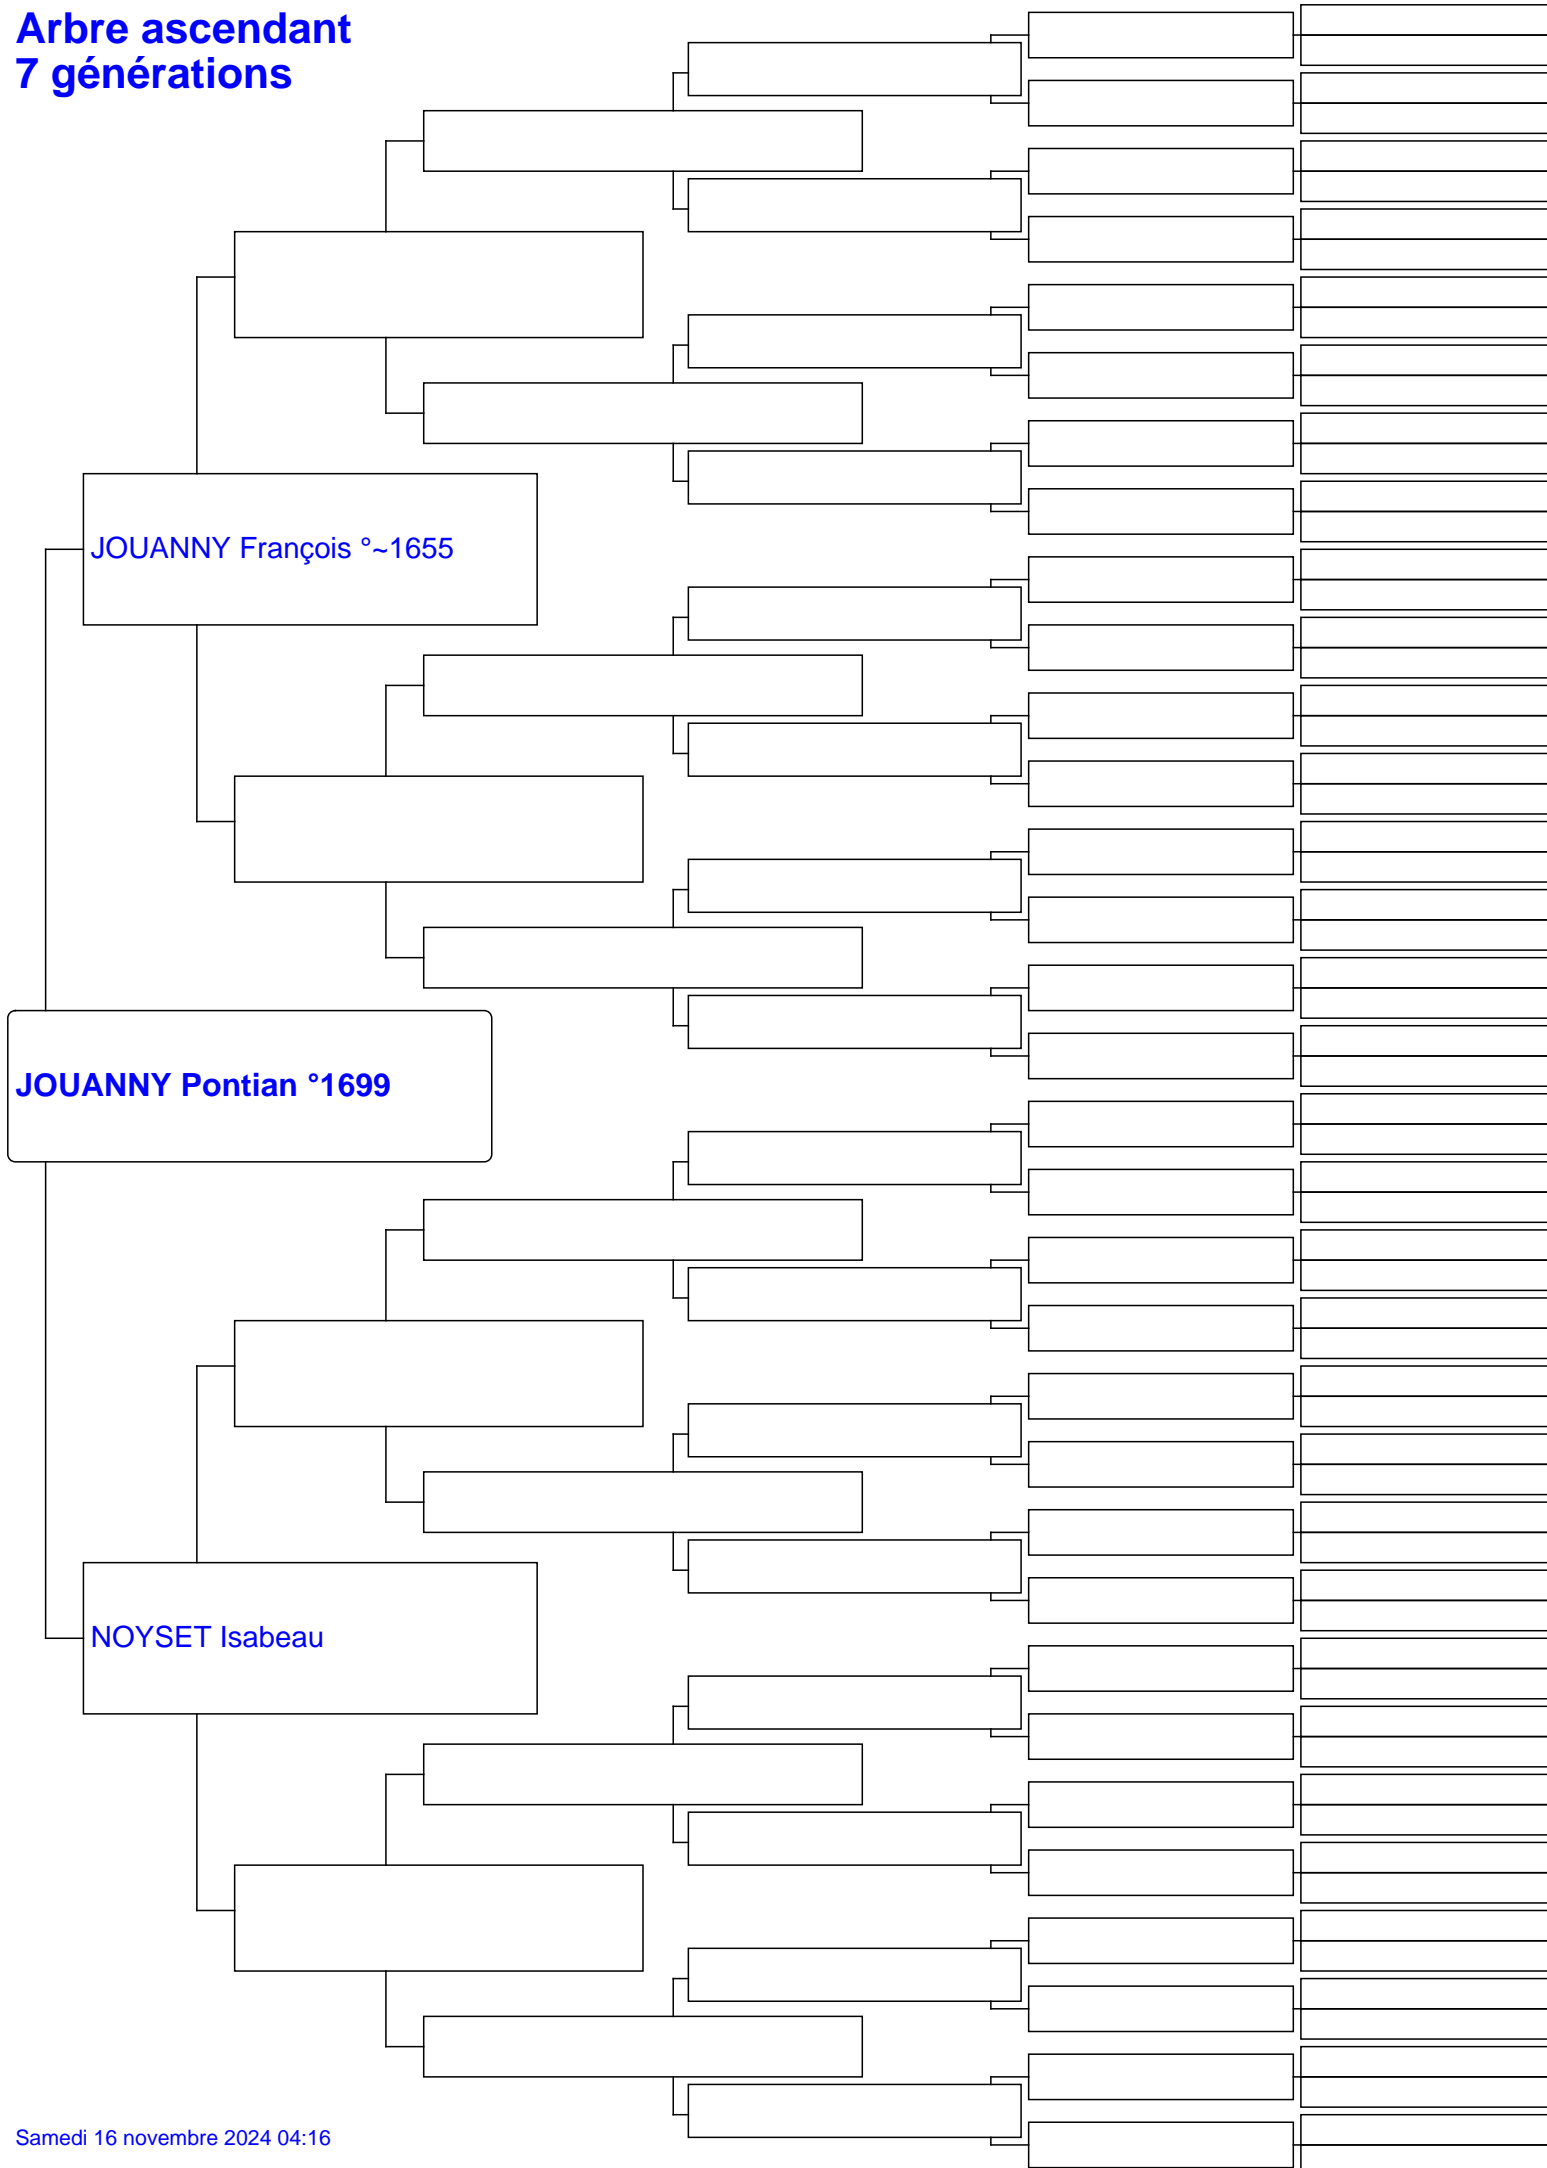 Arbre ascendant
7 générations
JOUANNY François °~1655
JOUANNY Pontian °1699
NOYSET Isabeau
Samedi 16 novembre 2024 04:16